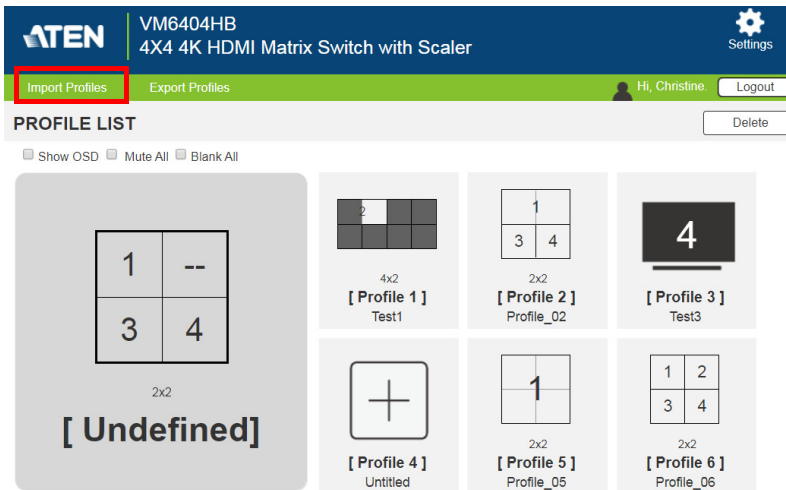 ATEN
VM6404HB
4X4 4K HDMI Matrix Switch with Scaler
Settings
Import Profiles Export Profiles Hi, Christine. Logout
PROFILE LIST Delete
Show OSD Mute All Blank All
1 --
3 4
2x2
[ Undefined]
2
4x2
[ Profile 1 ]
Test1
1
3 4
2x2
[ Profile 2 ]
Profile_02
4
[ Profile 3 ]
Test3
[ Profile 4 ]
Untitled
1
2x2
[ Profile 5 ]
Profile_05
1 2
3 4
2x2
[ Profile 6 ]
Profile_06